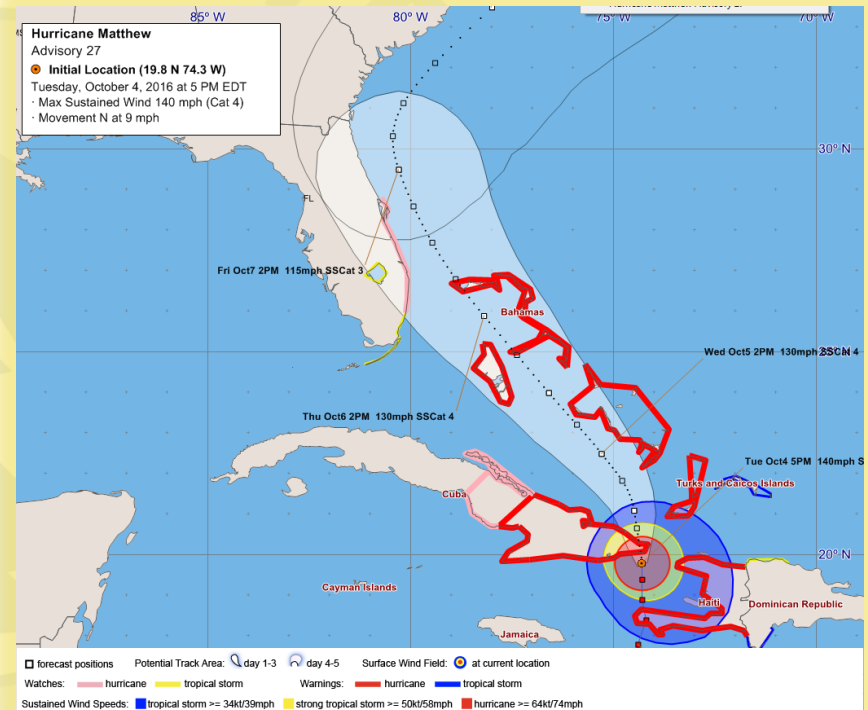 85° W
80° W
75° W
70° W
Hurricane Matthew Advisory 27
Hurricane Matthew
Advisory 27
Initial Location (19.8 N 74.3 W)
Tuesday, October 4, 2016 at 5 PM EDT
· Max Sustained Wind 140 mph (Cat 4)
· Movement N at 9 mph
30° N
FL
Fri Oct7 2PM 115mph SSCat 3
Bahamas
25° N
Wed Oct5 2PM 130mph SSCat 4
Thu Oct6 2PM 130mph SSCat 4
Tue Oct4 5PM 140mph S
Turks and Caicos Islands
Cuba
20° N
Cayman Islands
Haiti
Dominican Republic
Jamaica
forecast positions Potential Track Area: day 1-3 day 4-5 Surface Wind Field: at current location
Watches: hurricane tropical storm Warnings: hurricane tropical storm
Sustained Wind Speeds: tropical storm >= 34kt/39mph strong tropical storm >= 50kt/58mph hurricane >= 64kt/74mph